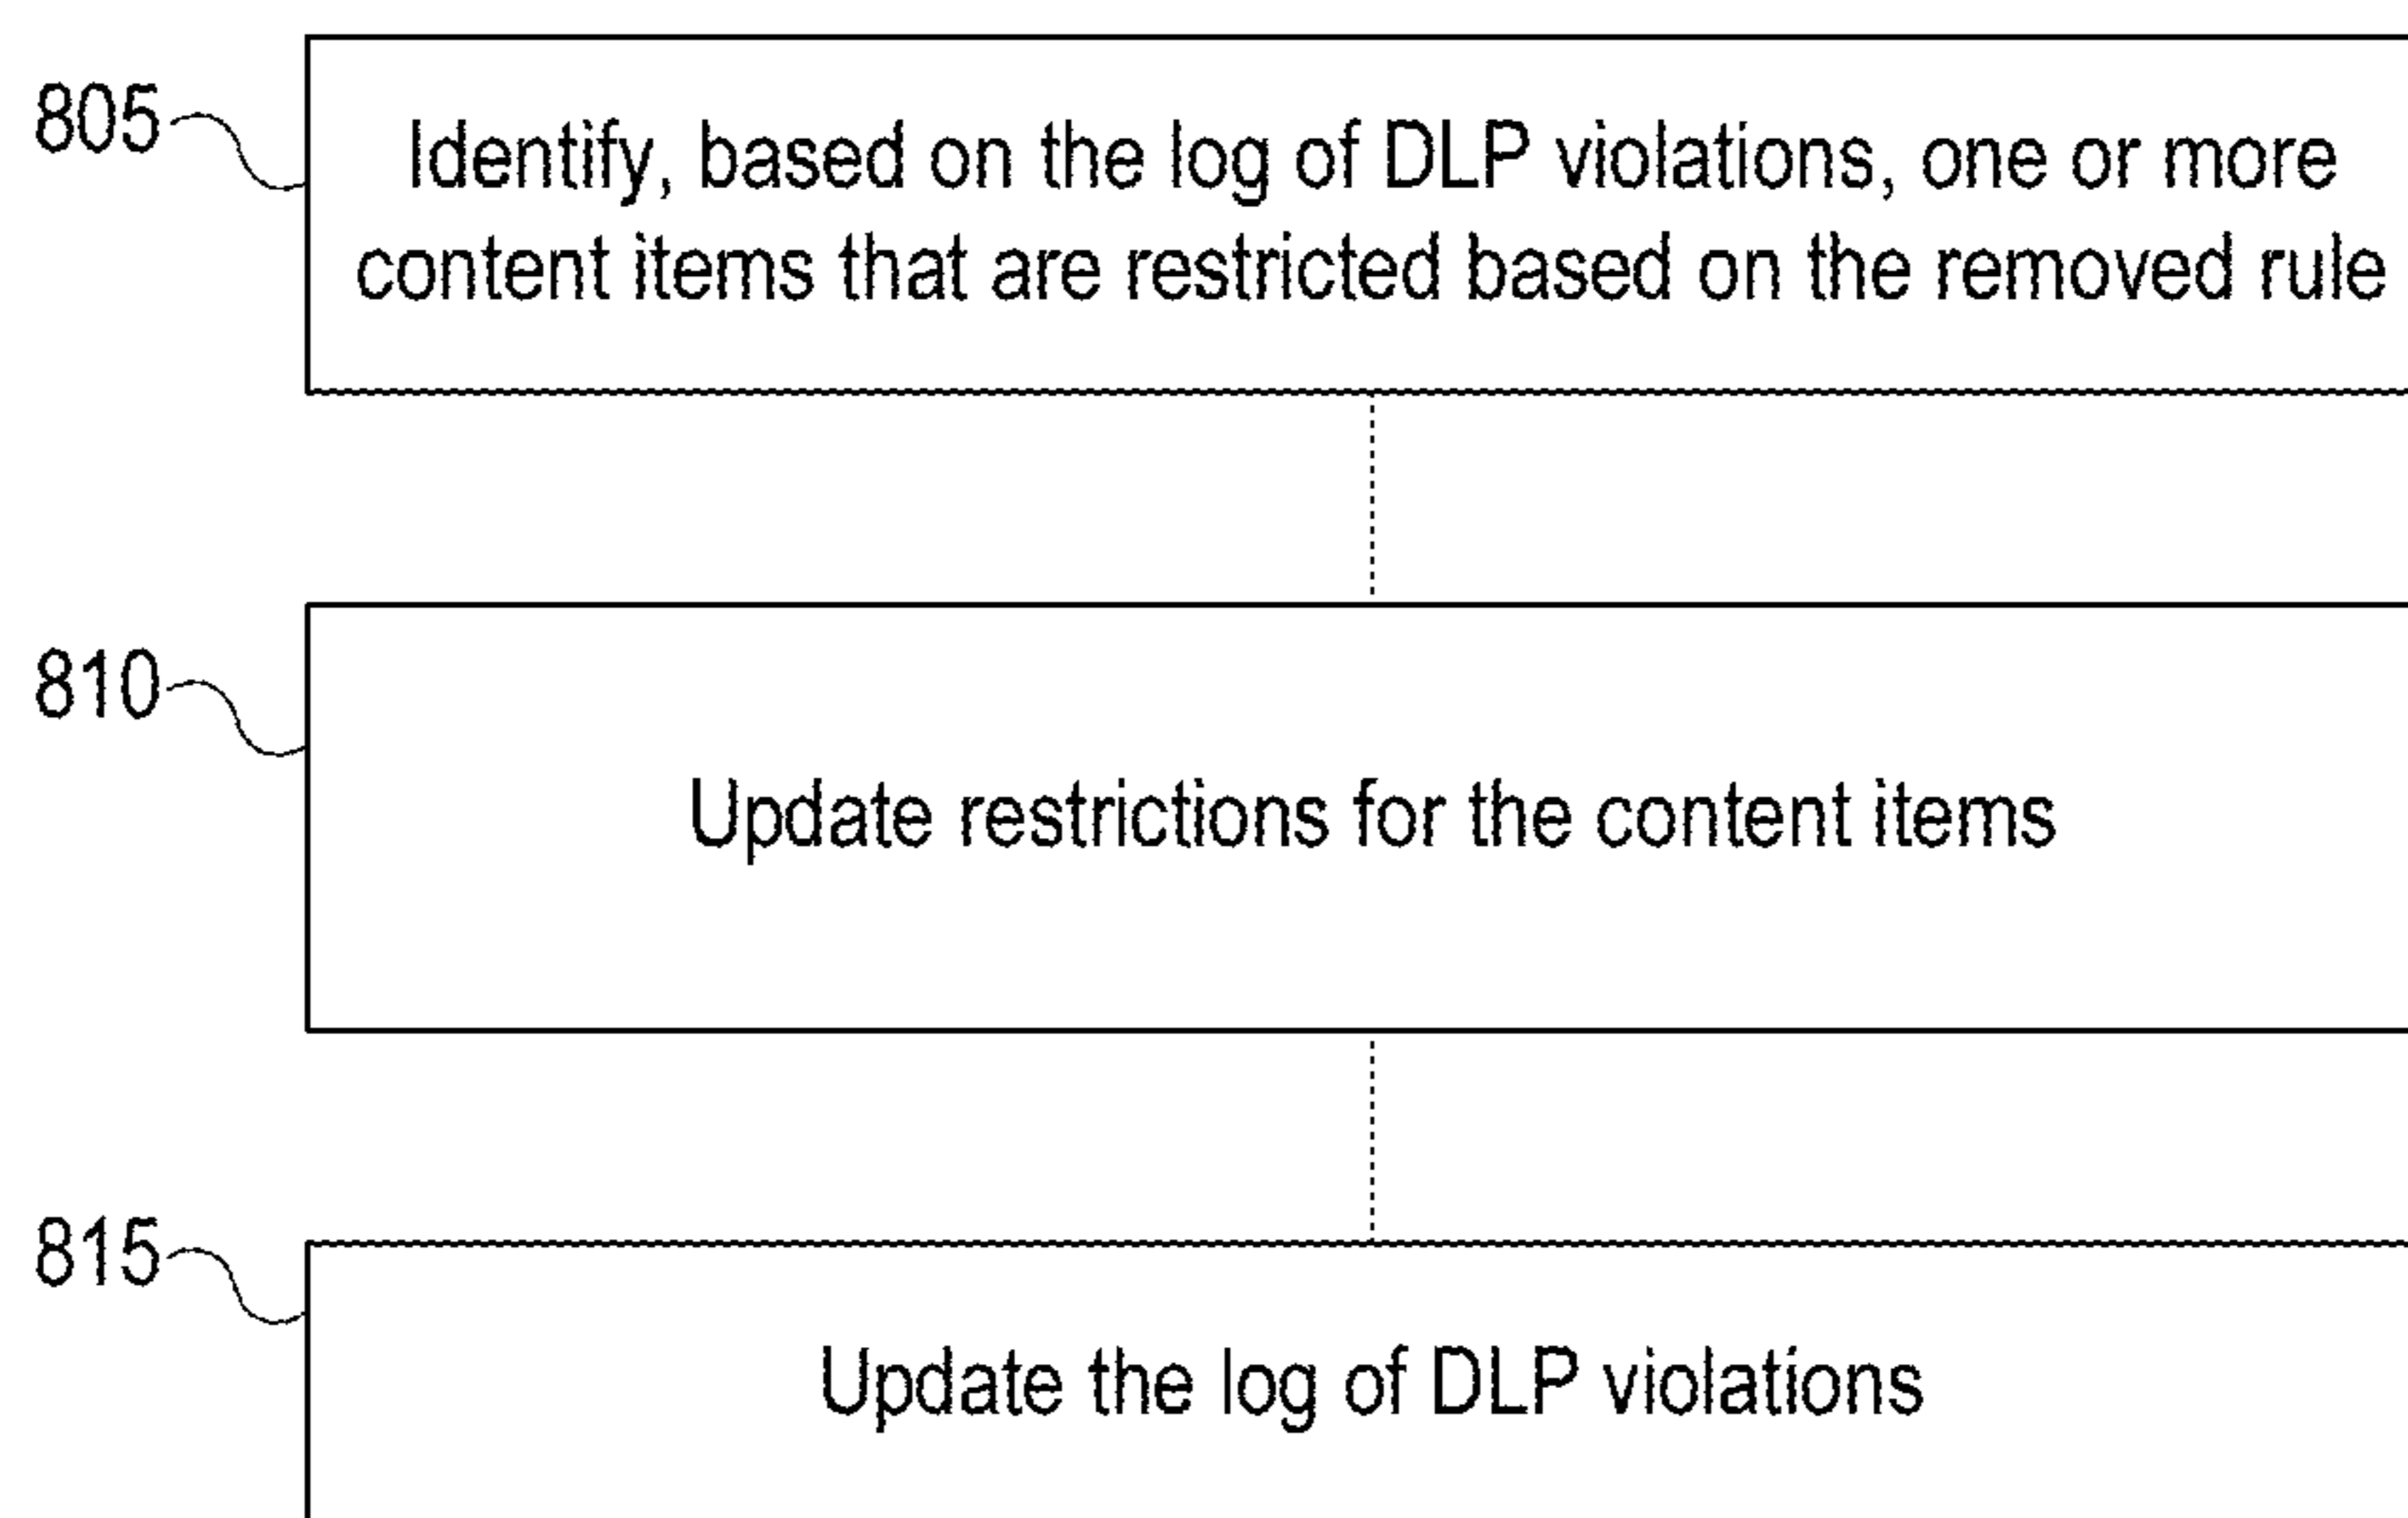 805
Identify, based on the log of DLP violations, one or more
content items that are restricted based on the removed rule
810
Update restrictions for the content items
815
Update the log of DLP violations